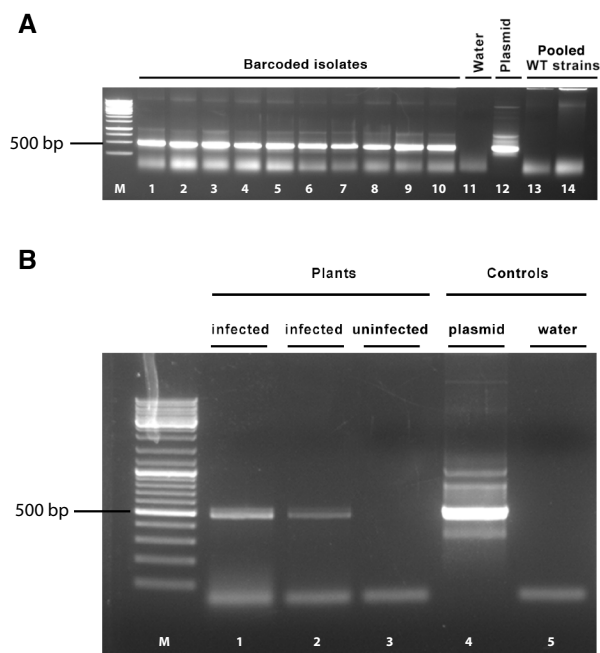 A
Barcoded isolates
Water
Plasmid
Pooled
WT strains
500 bp
M 1 2 3 4 5 6 7 8 9 10 11 12 13 14
B
Plants Controls
infected infected uninfected plasmid water
500 bp
M 1 2 3 4 5